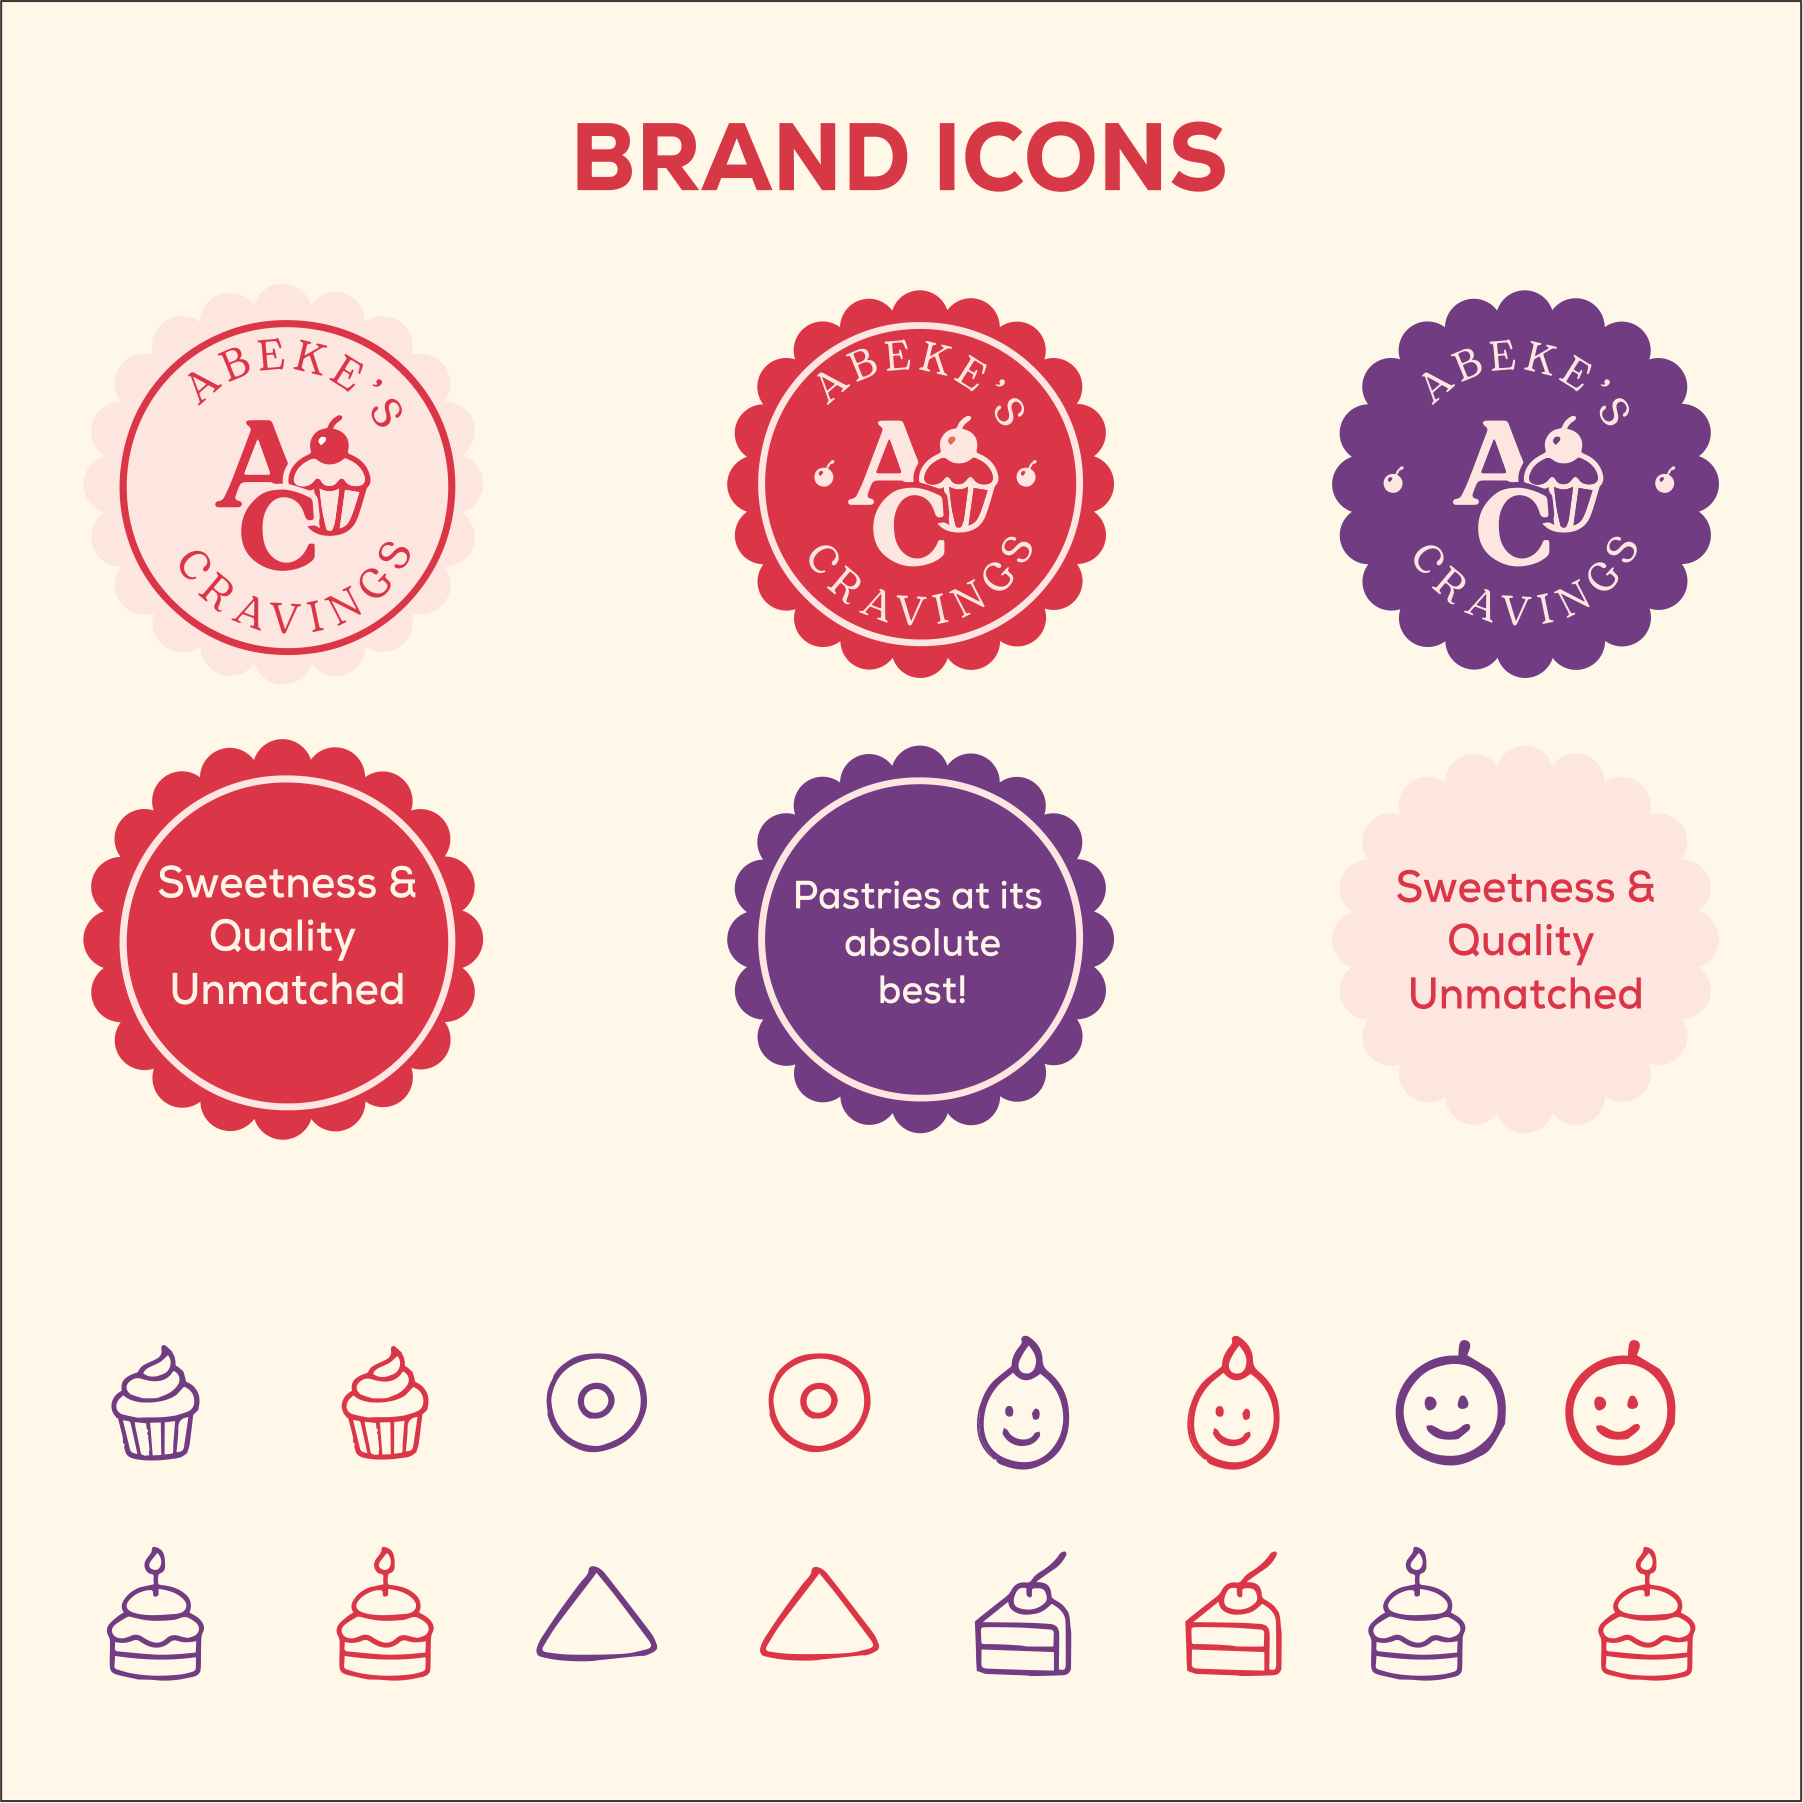 BRAND ICONS
ABEKE'S
AC
CRAVINGS
ABEKE'S
AC
CRAVINGS
ABEKE'S
AC
CRAVINGS
Sweetness &
Quality
Unmatched
Pastries at its
absolute
best!
Sweetness &
Quality
Unmatched